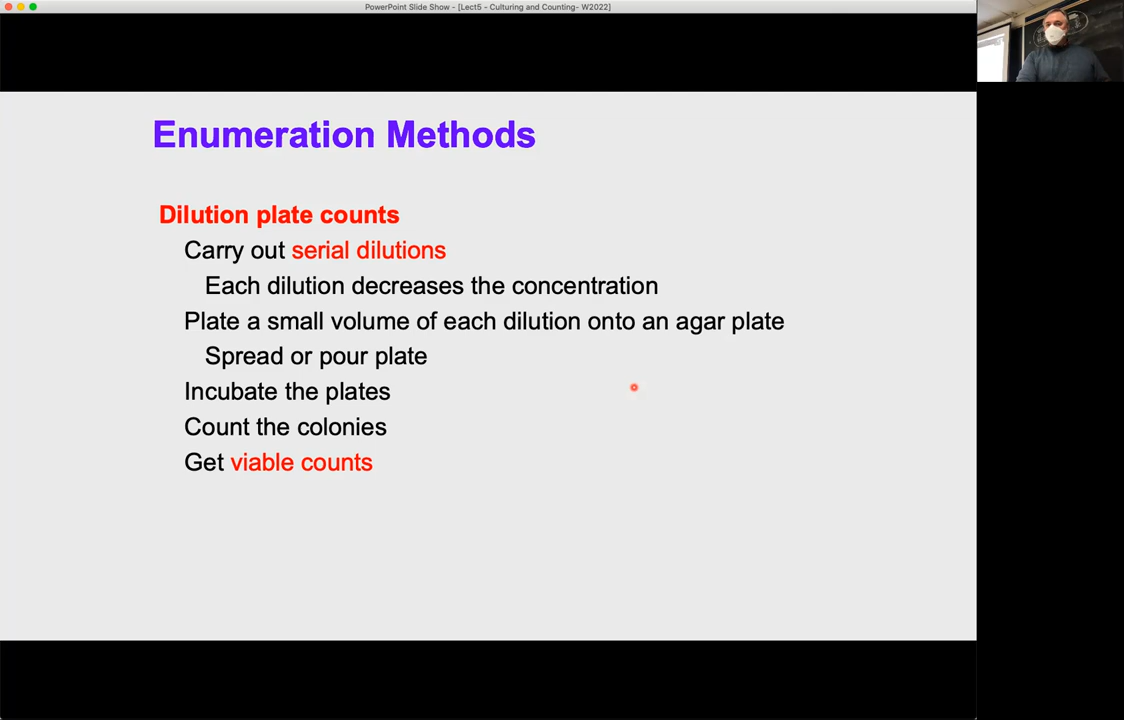 PowerPoint Slide Show - [Lect5 - Culturing and Counting- W2022]
Enumeration Methods
Dilution plate counts
Carry out serial dilutions
Each dilution decreases the concentration
Plate a small volume of each dilution onto an agar plate
Spread or pour plate
Incubate the plates
Count the colonies
Get viable counts